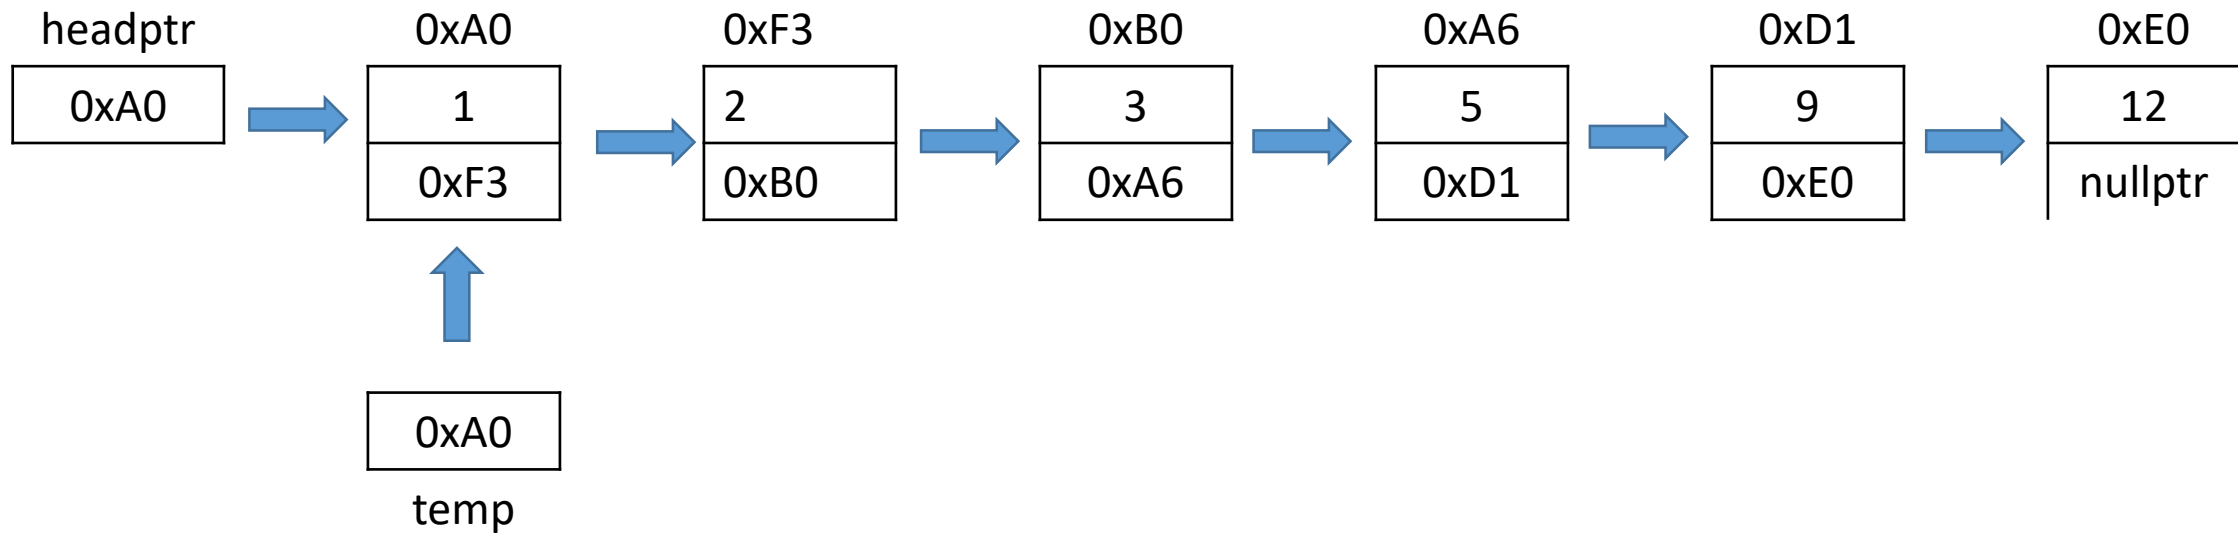 headptr 0xA0 0xF3 0xB0 0xA6 0xD1 0xE0
0xA0 1 2 3 5 9 12
0xF3 0xB0 0xA6 0xD1 0xE0 nullptr
0xA0
temp